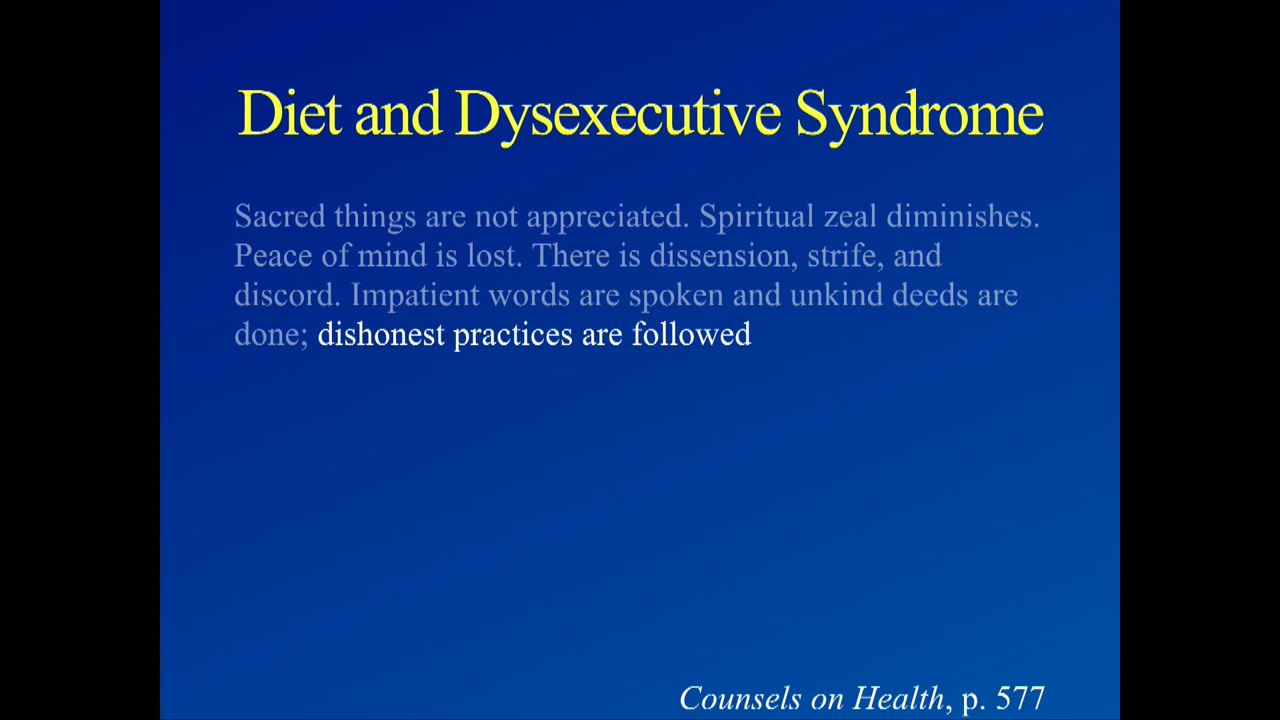 Diet and Dysexecutive Syndrome
Sacred things are not appreciated. Spiritual zeal diminishes.
Peace of mind is lost. There is dissension, strife, and
discord. Impatient words are spoken and unkind deeds are
done; dishonest practices are followed
Counsels on Health, p. 577